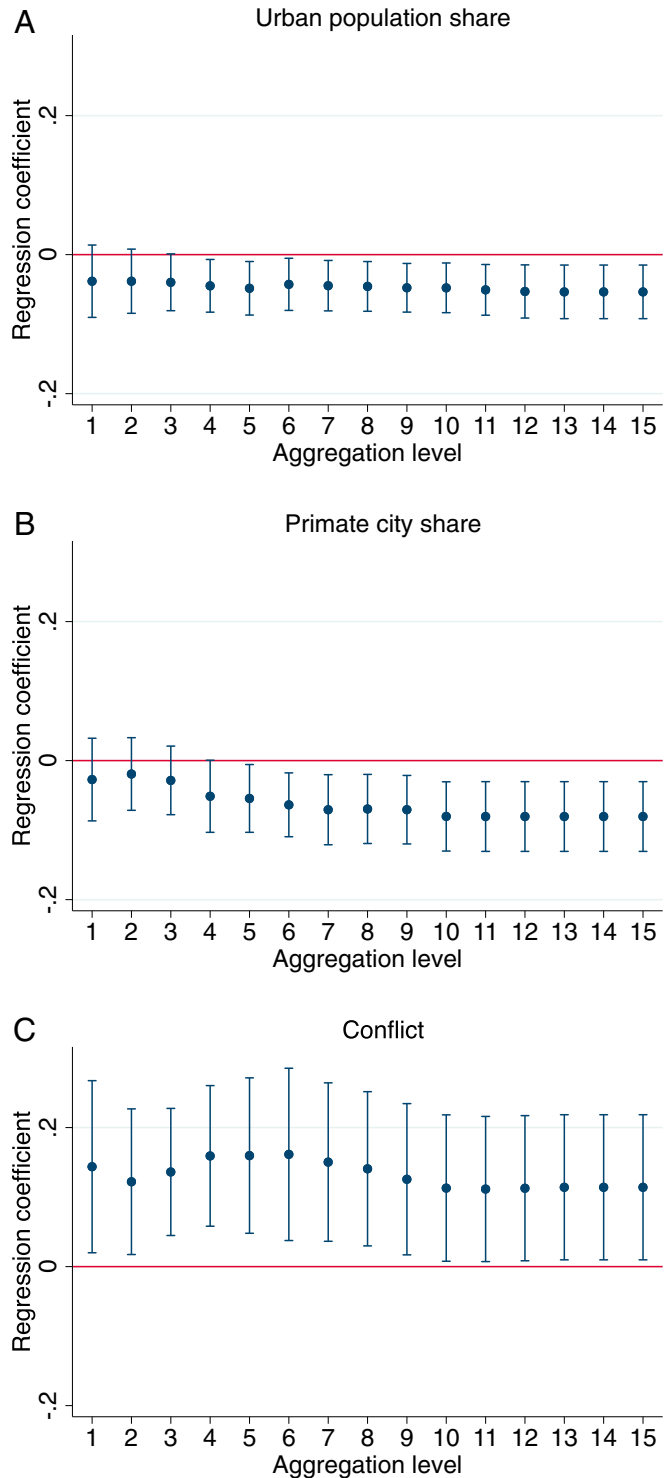 A
Urban population share
Regression coefficient
.2
0
-.2
1 2 3 4 5 6 7 8 9 10 11 12 13 14 15
Aggregation level
B
Primate city share
Regression coefficient
.2
0
-.2
1 2 3 4 5 6 7 8 9 10 11 12 13 14 15
Aggregation level
C
Conflict
Regression coefficient
.2
0
-.2
1 2 3 4 5 6 7 8 9 10 11 12 13 14 15
Aggregation level